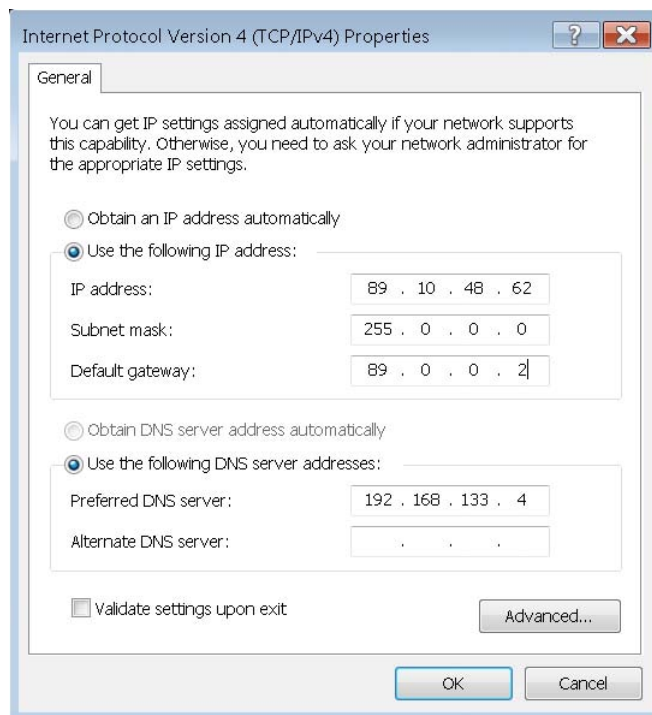 Internet Protocol Version 4 (TCP/IPv4) Properties
General
You can get IP settings assigned automatically if your network supports
this capability. Otherwise, you need to ask your network administrator for
the appropriate IP settings.
Obtain an IP address automatically
Use the following IP address:
IP address: 89 . 10 . 48 . 62
Subnet mask: 255 . 0 . 0 . 0
Default gateway: 89 . 0 . 0 . 2
Obtain DNS server address automatically
Use the following DNS server addresses:
Preferred DNS server: 192 . 168 . 133 . 4
Alternate DNS server: . . .
Validate settings upon exit
Advanced...
OK Cancel